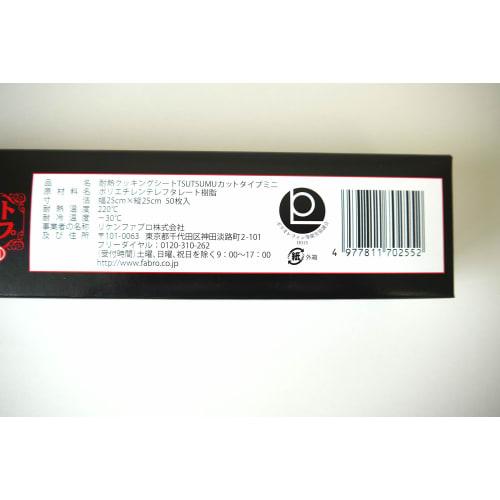 品 名 耐熱クッキングシートTSUTSUMUカットタイプミニ
原 材 料 名 ポリエチレンテレフタレート樹脂
寸 法 幅25cm×縦25cm 50枚入
耐 熱 温 度 220℃
耐 冷 温 度 −30℃
事業者の名称 リケンファブロ株式会社
及 び 住 所 〒101-0063 東京都千代田区神田淡路町2-101
フリーダイヤル：0120-310-262
(受付時間)土曜、日曜、祝日を除く9：00〜17：00
http://www.fabro.co.jp
紙 外箱
4 977811 702552
ト
プ